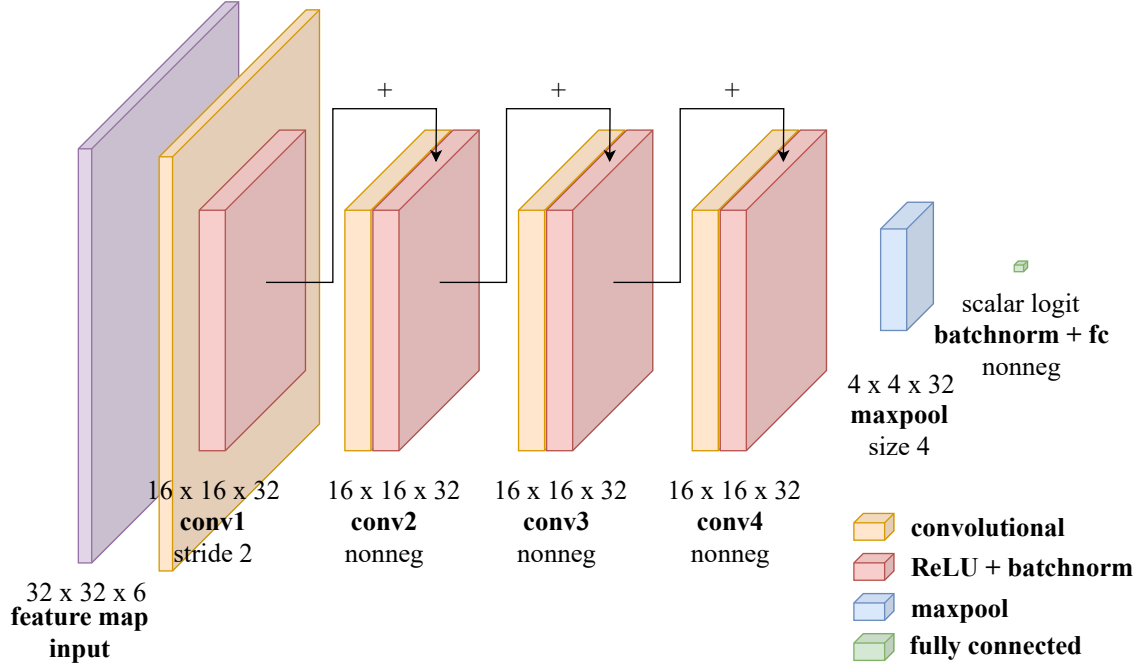 +
+
+
32 x 32 x 6
feature map
input
16 x 16 x 32
conv1
stride 2
16 x 16 x 32
conv2
nonneg
16 x 16 x 32
conv3
nonneg
16 x 16 x 32
conv4
nonneg
4 x 4 x 32
maxpool
size 4
scalar logit
batchnorm + fc
nonneg
convolutional
ReLU + batchnorm
maxpool
fully connected